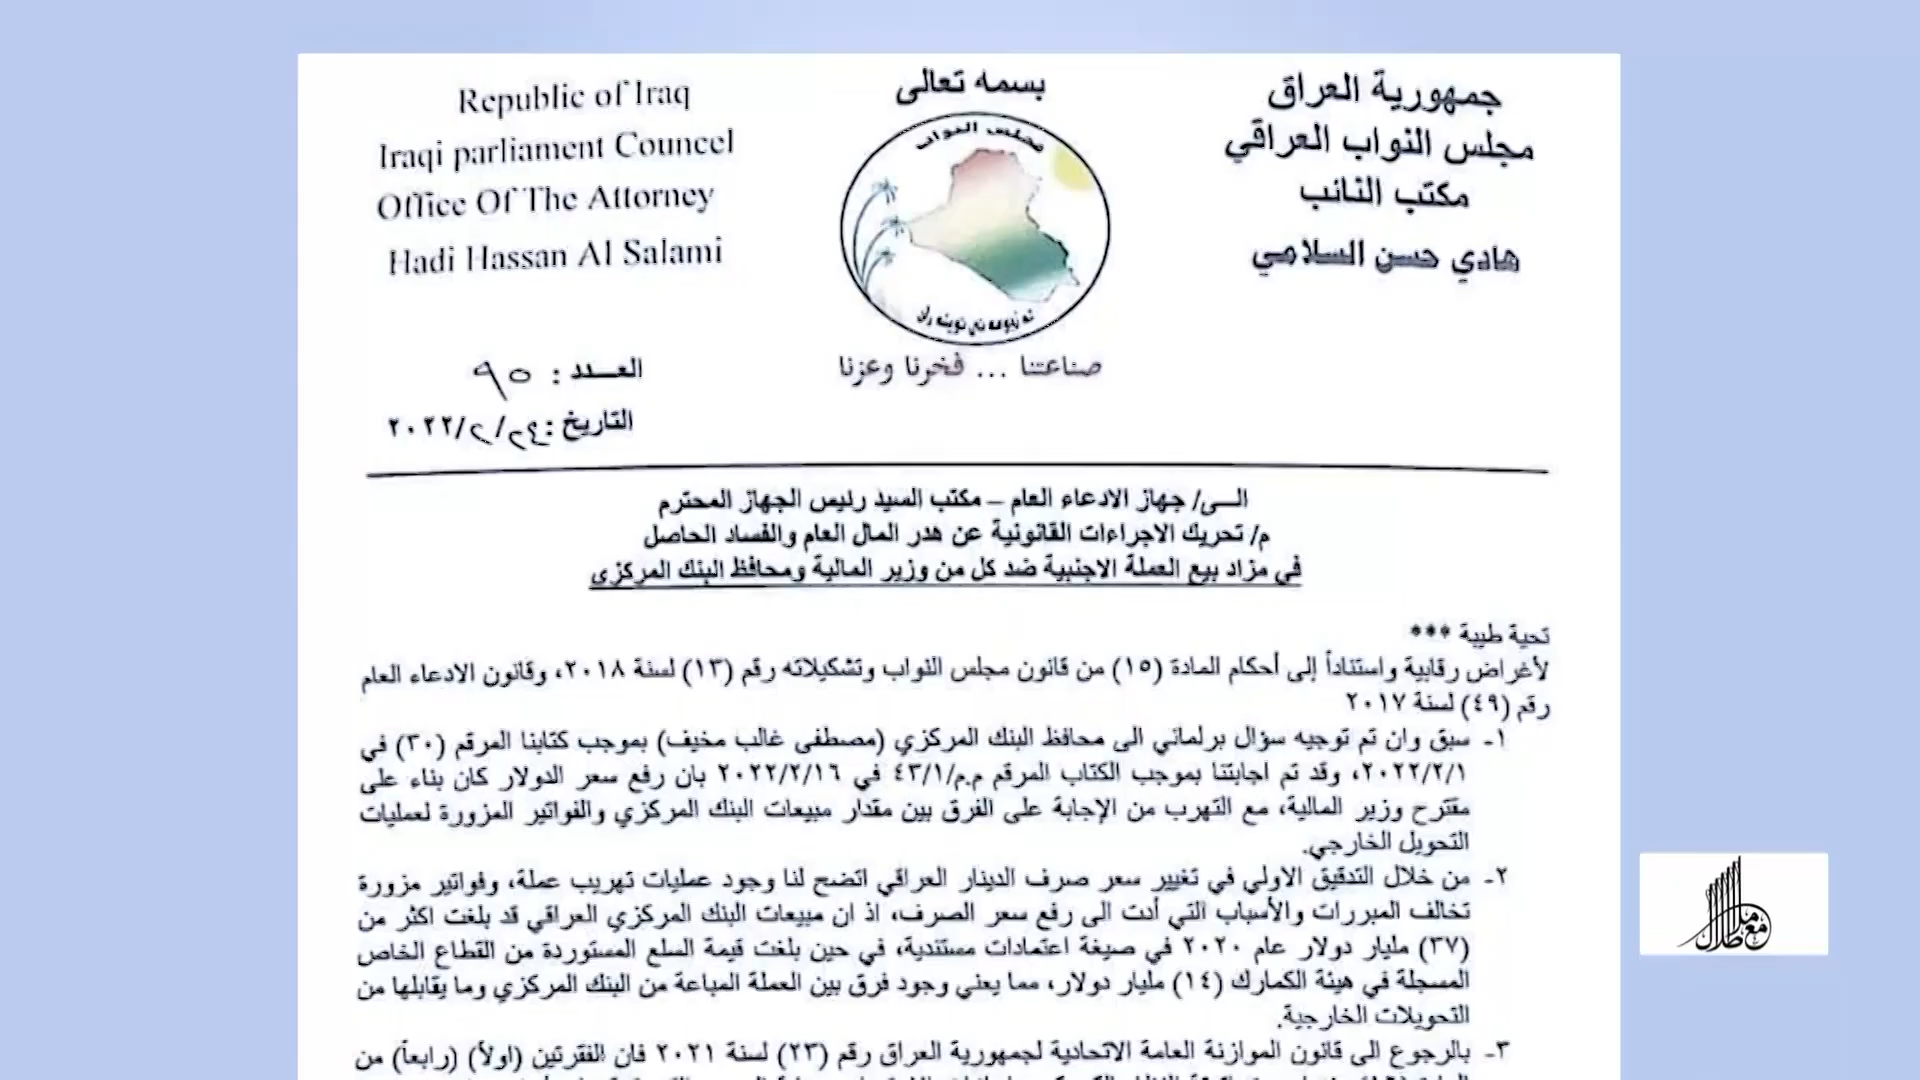 بسمه تعالى
جمهورية العراق
مجلس النواب العراقي
مكتب النائب
هادي حسن السلامي
Republic of Iraq
Iraqi parliament Councel
Office Of The Attorney
Hadi Hassan Al Salami
مجلس النواب
صناعتنا ... فخرنا وعزنا
العــدد : ٩٥
التاريخ : ٢٤/٢/٢٠٢٢
الــى/ جهاز الادعاء العام – مكتب السيد رئيس الجهاز المحترم
م/ تحريك الاجراءات القانونية عن هدر المال العام والفساد الحاصل
في مزاد بيع العملة الاجنبية ضد كل من وزير المالية ومحافظ البنك المركزي
تحية طيبة ***
لأغراض رقابية واستناداً إلى أحكام المادة (١٥) من قانون مجلس النواب وتشكيلاته رقم (١٣) لسنة ٢٠١٨، وقانون الادعاء العام
رقم (٤٩) لسنة ٢٠١٧
١- سبق وان تم توجيه سؤال برلماني الى محافظ البنك المركزي (مصطفى غالب مخيف) بموجب كتابنا المرقم (٣٠) في
٢٠٢٢/٢/١، وقد تم اجابتنا بموجب الكتاب المرقم م.م/٤٣/١ في ٢٠٢٢/٢/١٦ بان رفع سعر الدولار كان بناء على
مقترح وزير المالية، مع التهرب من الإجابة على الفرق بين مقدار مبيعات البنك المركزي والفواتير المزورة لعمليات
التحويل الخارجي.
٢- من خلال التدقيق الاولي في تغيير سعر صرف الدينار العراقي اتضح لنا وجود عمليات تهريب عملة، وفواتير مزورة
تخالف المبررات والأسباب التي أدت الى رفع سعر الصرف، اذ ان مبيعات البنك المركزي العراقي قد بلغت اكثر من
(٣٧) مليار دولار عام ٢٠٢٠ في صيغة اعتمادات مستندية، في حين بلغت قيمة السلع المستوردة من القطاع الخاص
المسجلة في هيئة الكمارك (١٤) مليار دولار، مما يعني وجود فرق بين العملة المباعة من البنك المركزي وما يقابلها من
التحويلات الخارجية.
٣- بالرجوع الى قانون الموازنة العامة الاتحادية لجمهورية العراق رقم (٢٣) لسنة ٢٠٢١ فان الفقرتين (اولاً) (رابعاً) من
مع طلال